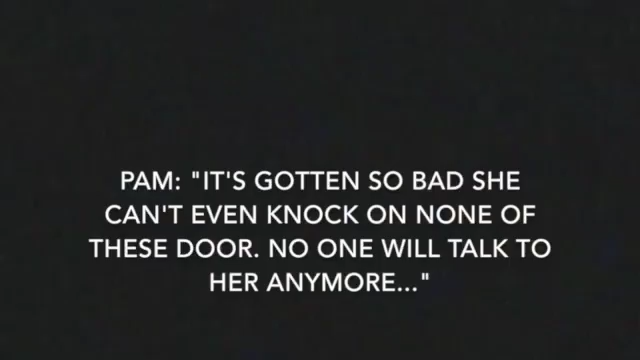 PAM: "IT'S GOTTEN SO BAD SHE
CAN'T EVEN KNOCK ON NONE OF
THESE DOOR. NO ONE WILL TALK TO
HER ANYMORE..."